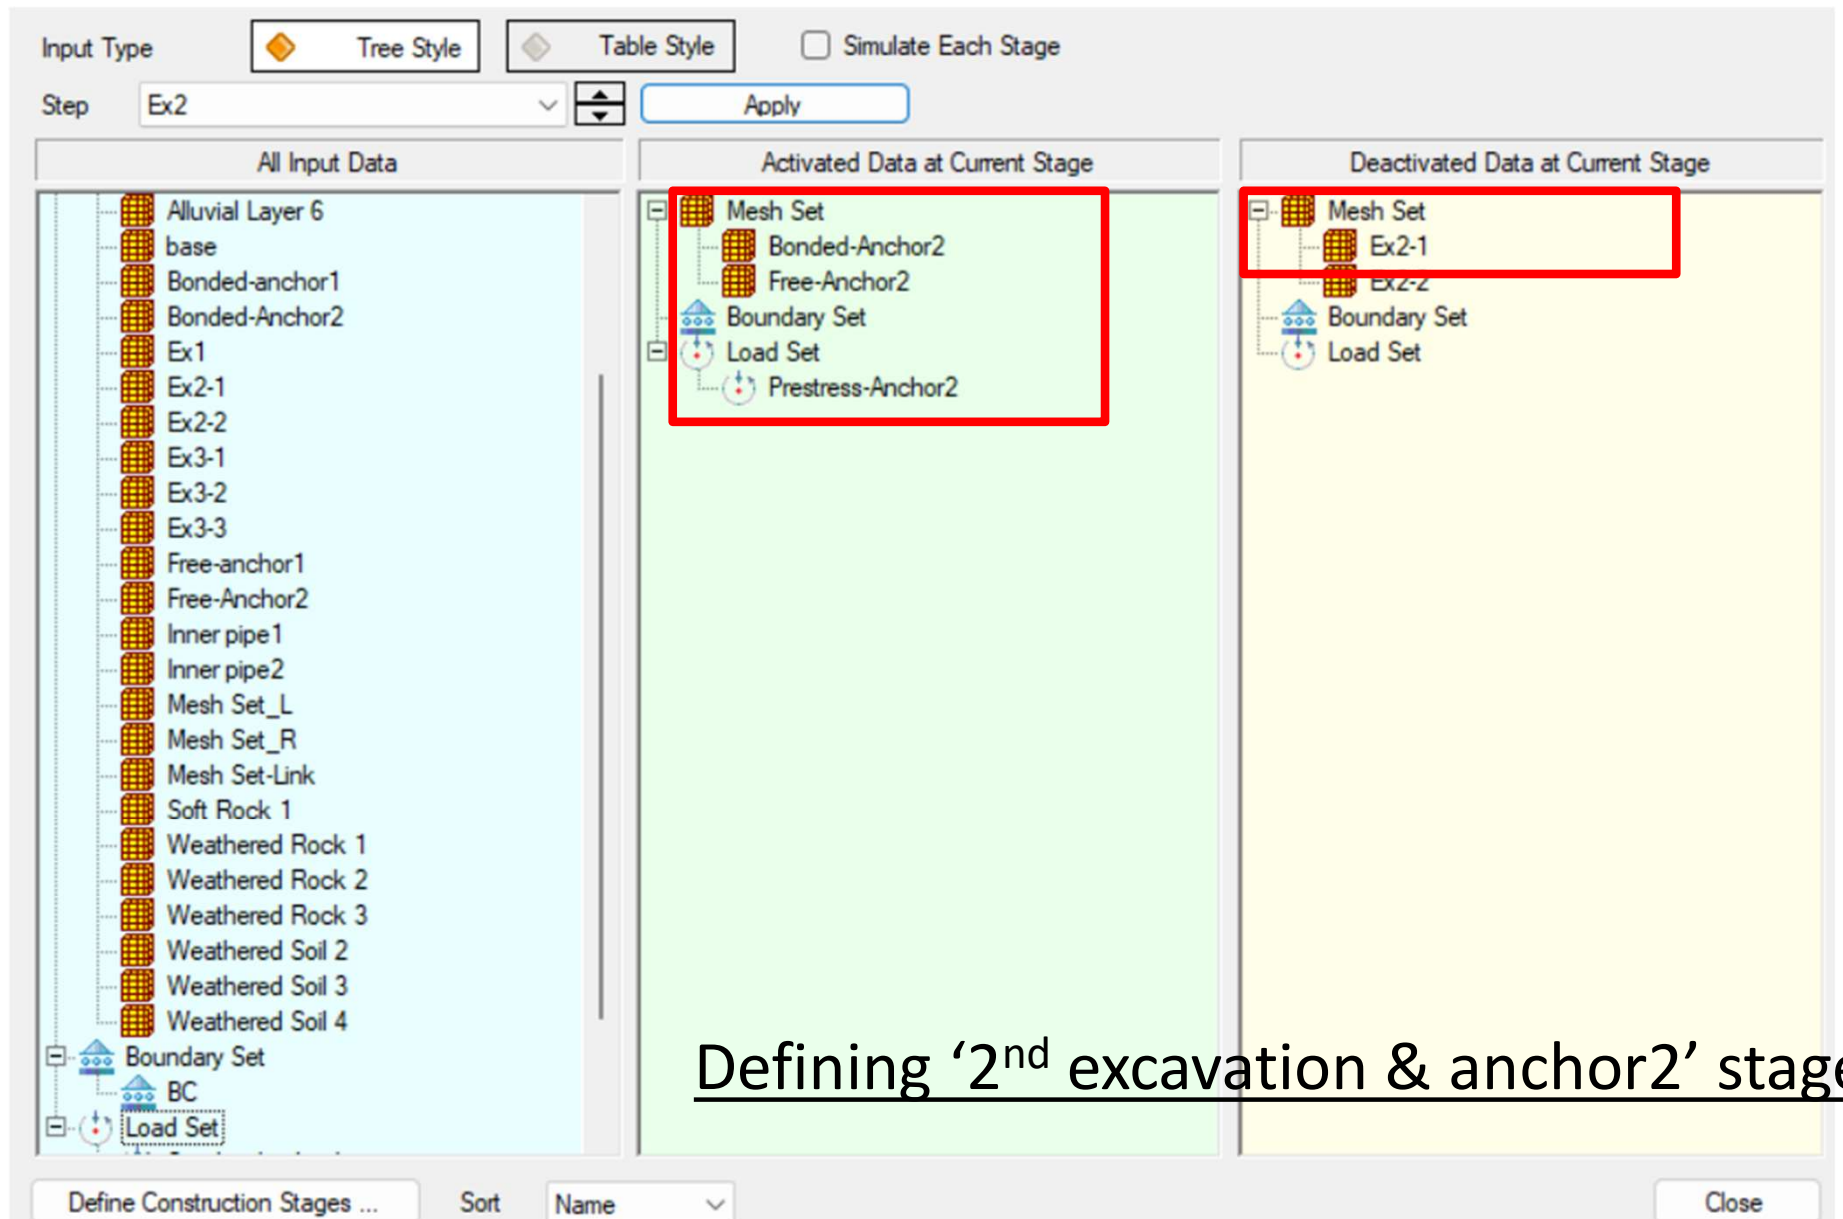 Input Type Tree Style Table Style Simulate Each Stage
Step Ex2 Apply
All Input Data
Alluvial Layer 6
base
Bonded-anchor1
Bonded-Anchor2
Ex1
Ex2-1
Ex2-2
Ex3-1
Ex3-2
Ex3-3
Free-anchor1
Free-Anchor2
Inner pipe1
Inner pipe2
Mesh Set_L
Mesh Set_R
Mesh Set-Link
Soft Rock 1
Weathered Rock 1
Weathered Rock 2
Weathered Rock 3
Weathered Soil 2
Weathered Soil 3
Weathered Soil 4
Boundary Set
BC
Load Set
Activated Data at Current Stage
Mesh Set
Bonded-Anchor2
Free-Anchor2
Boundary Set
Load Set
Prestress-Anchor2
Deactivated Data at Current Stage
Mesh Set
Ex2-1
Ex2-2
Boundary Set
Load Set
Defining ‘2nd excavation & anchor2’ stage
Define Construction Stages ... Sort Name Close